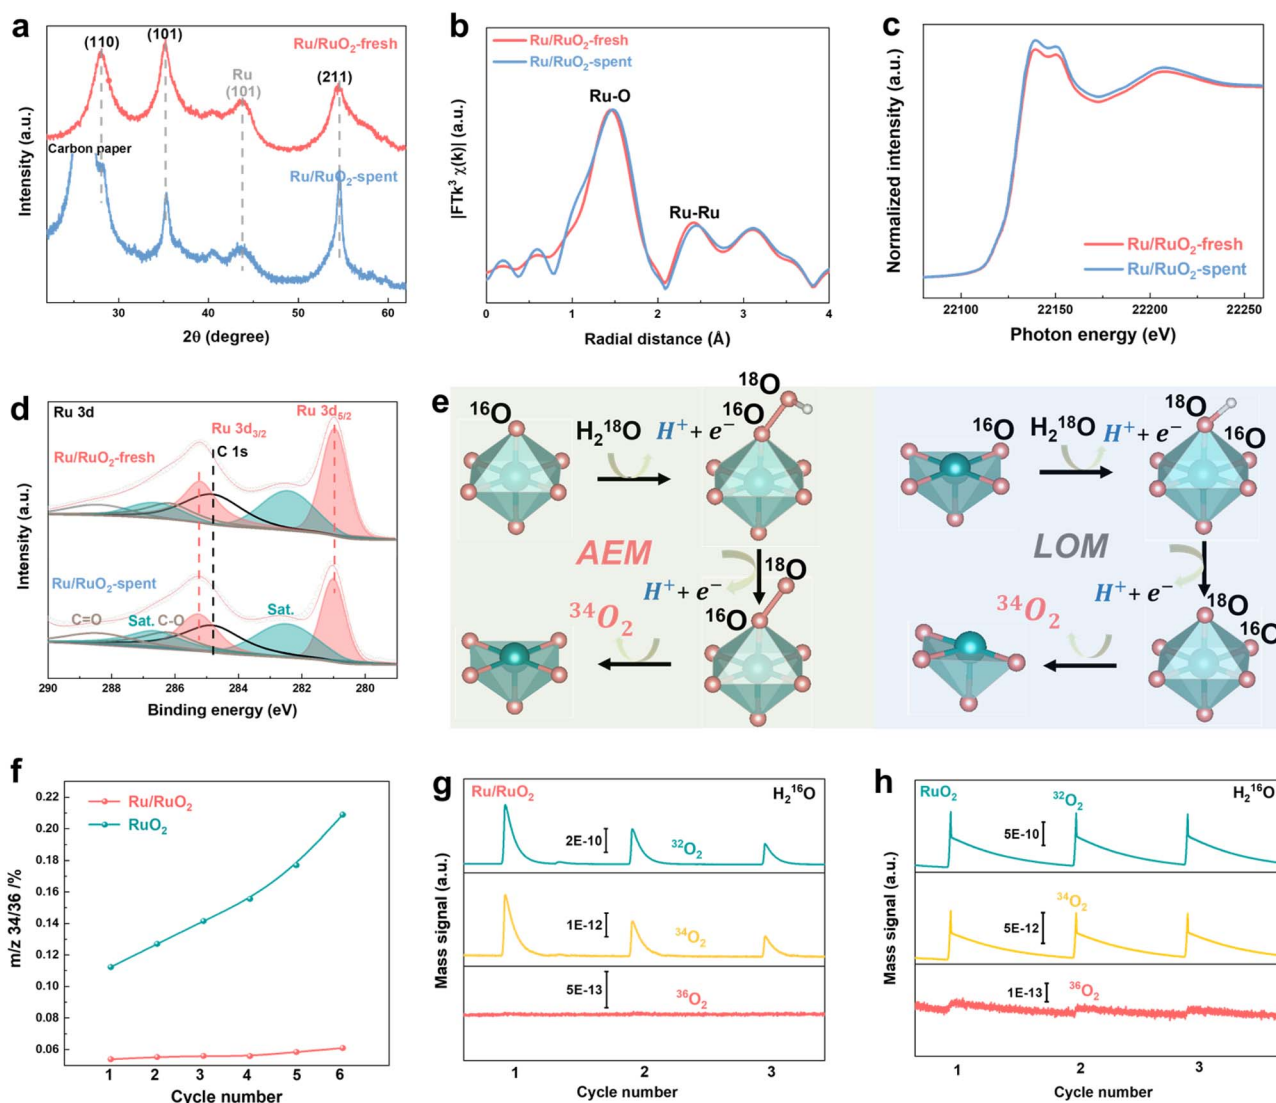 a
(110)
(101)
Ru/RuO₂-fresh
Ru
(101)
(211)
Carbon paper
Ru/RuO₂-spent
Intensity (a.u.)
30 40 50 60
2θ (degree)
b
Ru/RuO₂-fresh
Ru/RuO₂-spent
Ru-O
Ru-Ru
|FTk³ χ(k)| (a.u.)
0 1 2 3 4
Radial distance (Å)
c
Normalized intensity (a.u.)
Ru/RuO₂-fresh
Ru/RuO₂-spent
22100 22150 22200 22250
Photon energy (eV)
d
Ru 3d
Ru 3d₅/₂
Ru 3d₃/₂
C 1s
Ru/RuO₂-fresh
Ru/RuO₂-spent
C=O
Sat.
C-O
Sat.
Intensity (a.u.)
290 288 286 284 282 280
Binding energy (eV)
e
¹⁶O
H₂¹⁸O
H⁺ + e⁻
¹⁸O
¹⁶O
AEM
H⁺ + e⁻
¹⁸O
¹⁶O
³⁴O₂
¹⁶O
H₂¹⁸O
H⁺ + e⁻
¹⁸O
¹⁶O
LOM
H⁺ + e⁻
¹⁸O
¹⁶O
³⁴O₂
f
Ru/RuO₂
RuO₂
m/z 34/36 /%
0.22
0.20
0.18
0.16
0.14
0.12
0.10
0.08
0.06
1 2 3 4 5 6
Cycle number
g
Ru/RuO₂
H₂¹⁶O
2E-10
³²O₂
1E-12
³⁴O₂
5E-13
³⁶O₂
Mass signal (a.u.)
1 2 3
Cycle number
h
RuO₂
³²O₂
H₂¹⁶O
5E-10
³⁴O₂
5E-12
1E-13
³⁶O₂
Mass signal (a.u.)
1 2 3
Cycle number